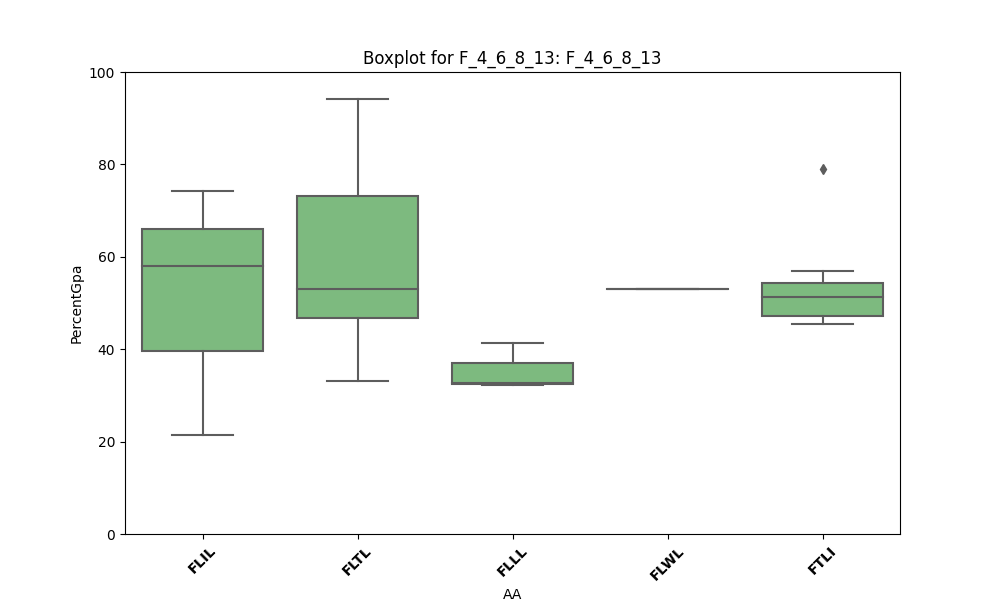 Boxplot for F_4_6_8_13: F_4_6_8_13
100
80
60
40
20
0
PercentGpa
FLIL
FLTL
FLLL
FLWL
FTLI
AA